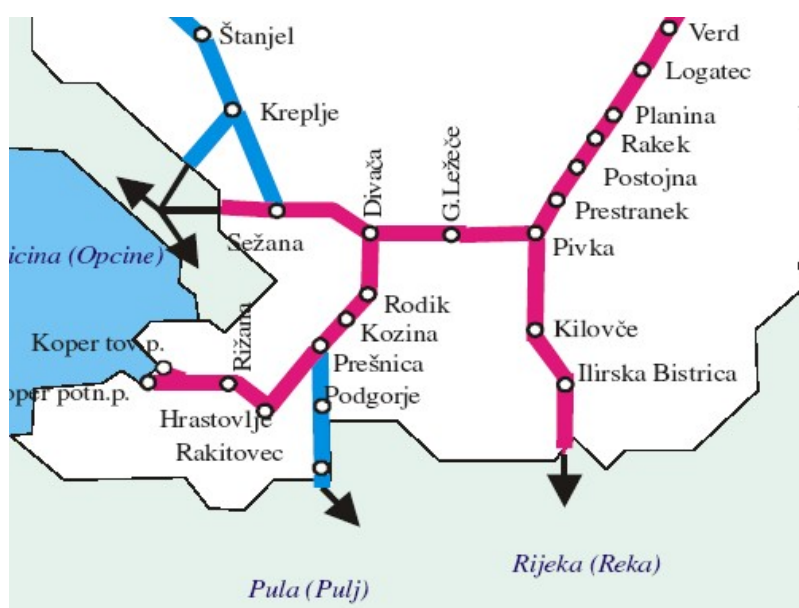 Štanjel
Verd
Logatec
Kreplje
Planina
Rakek
Postojna
Prestranek
Divača
G.Ležeče
Sežana
Pivka
icina (Opcine)
Rodik
Kozina
Kilovče
Koper tov.p.
Rižana
Prešnica
Ilirska Bistrica
oper potn.p.
Podgorje
Hrastovlje
Rakitovec
Rijeka (Reka)
Pula (Pulj)